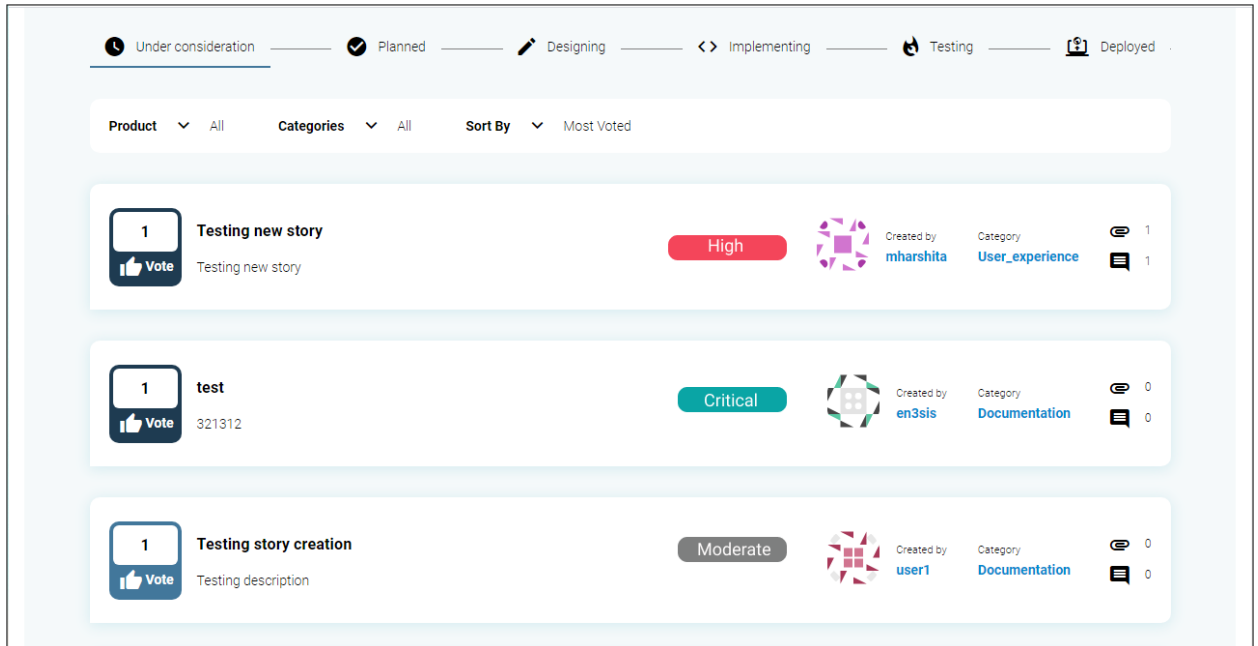 Under consideration Planned Designing Implementing Testing Deployed
Product All Categories All Sort By Most Voted
1
Vote
Testing new story
Testing new story
High
Created by
mharshita
Category
User_experience
1
1
1
Vote
test
321312
Critical
Created by
en3sis
Category
Documentation
0
0
1
Vote
Testing story creation
Testing description
Moderate
Created by
user1
Category
Documentation
0
0